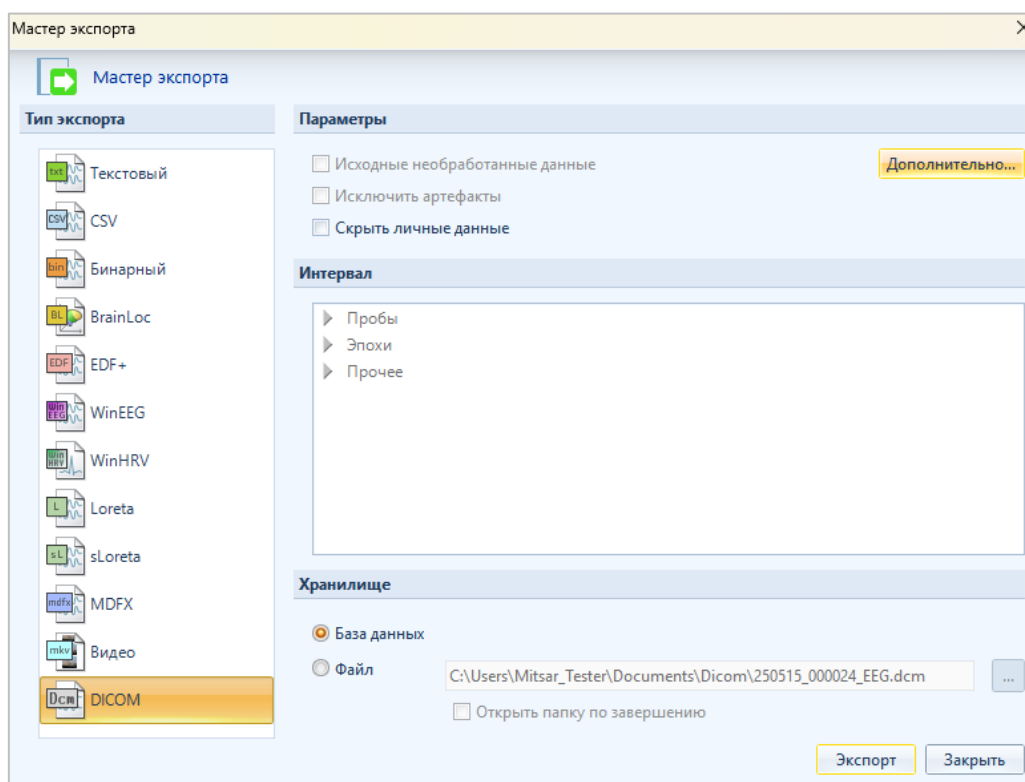 Мастер экспорта
Мастер экспорта
Тип экспорта
txt Текстовый
CSV CSV
bin Бинарный
BL BrainLoc
EDF EDF+
Win EEG WinEEG
Win HRV WinHRV
L Loreta
sL sLoreta
mdfx MDFX
mkv Видео
Dcm DICOM
Параметры
Исходные необработанные данные
Дополнительно...
Исключить артефакты
Скрыть личные данные
Интервал
Пробы
Эпохи
Прочее
Хранилище
База данных
Файл
C:\Users\Mitsar_Tester\Documents\Dicom\250515_000024_EEG.dcm
...
Открыть папку по завершению
Экспорт
Закрыть